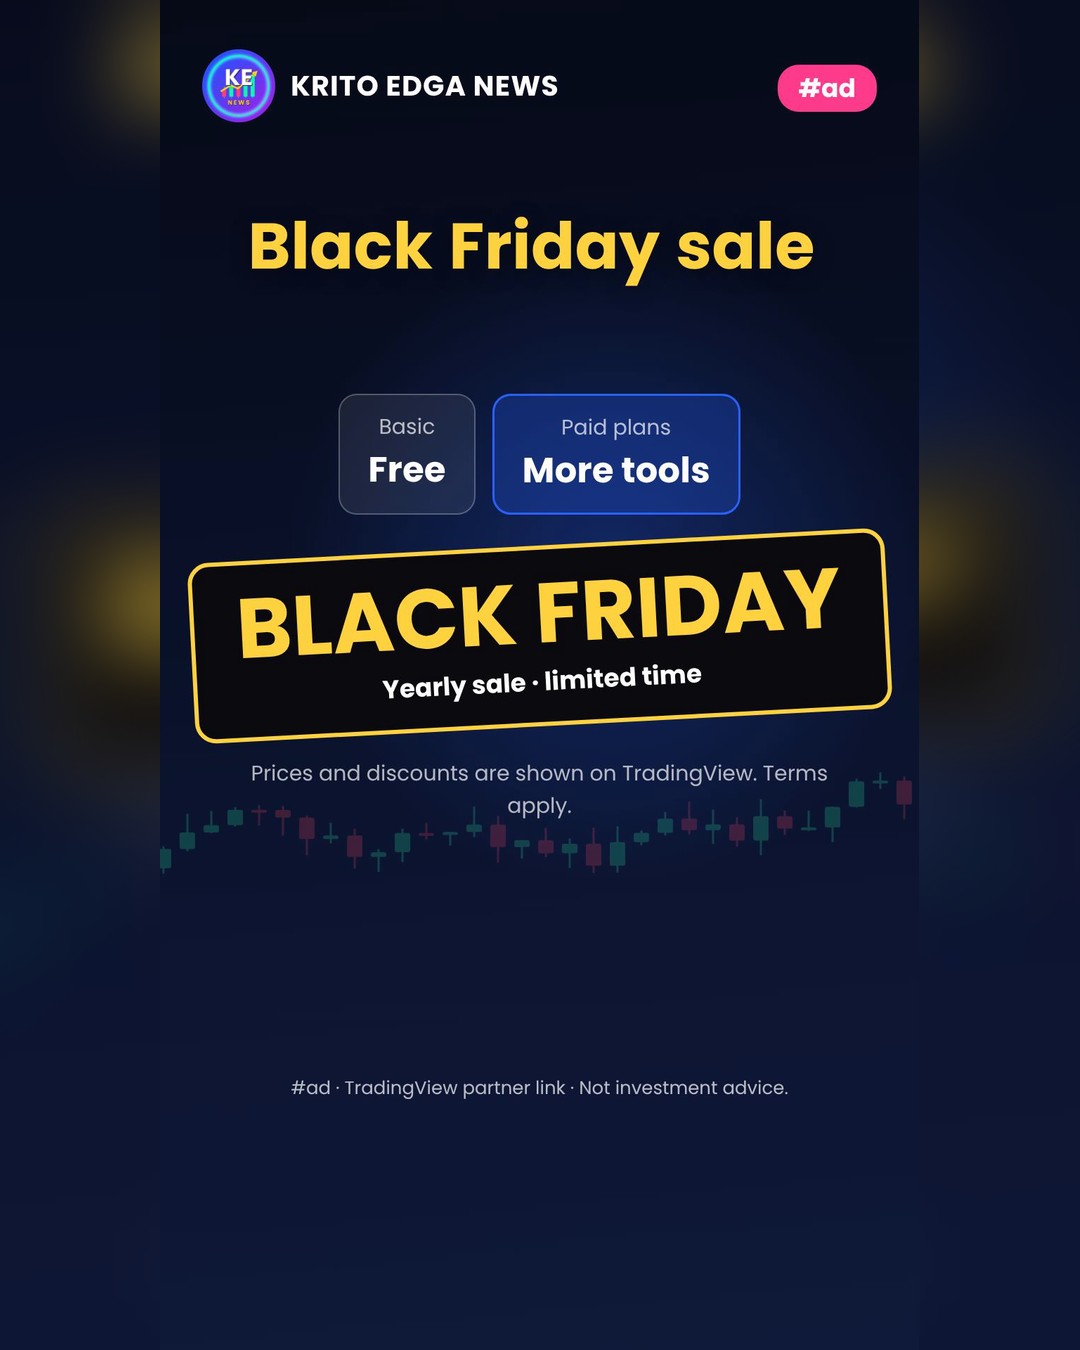 KE
NEWS
KRITO EDGA NEWS
#ad
Black Friday sale
Basic
Free
Paid plans
More tools
BLACK FRIDAY
Yearly sale · limited time
Prices and discounts are shown on TradingView. Terms
apply.
#ad · TradingView partner link · Not investment advice.